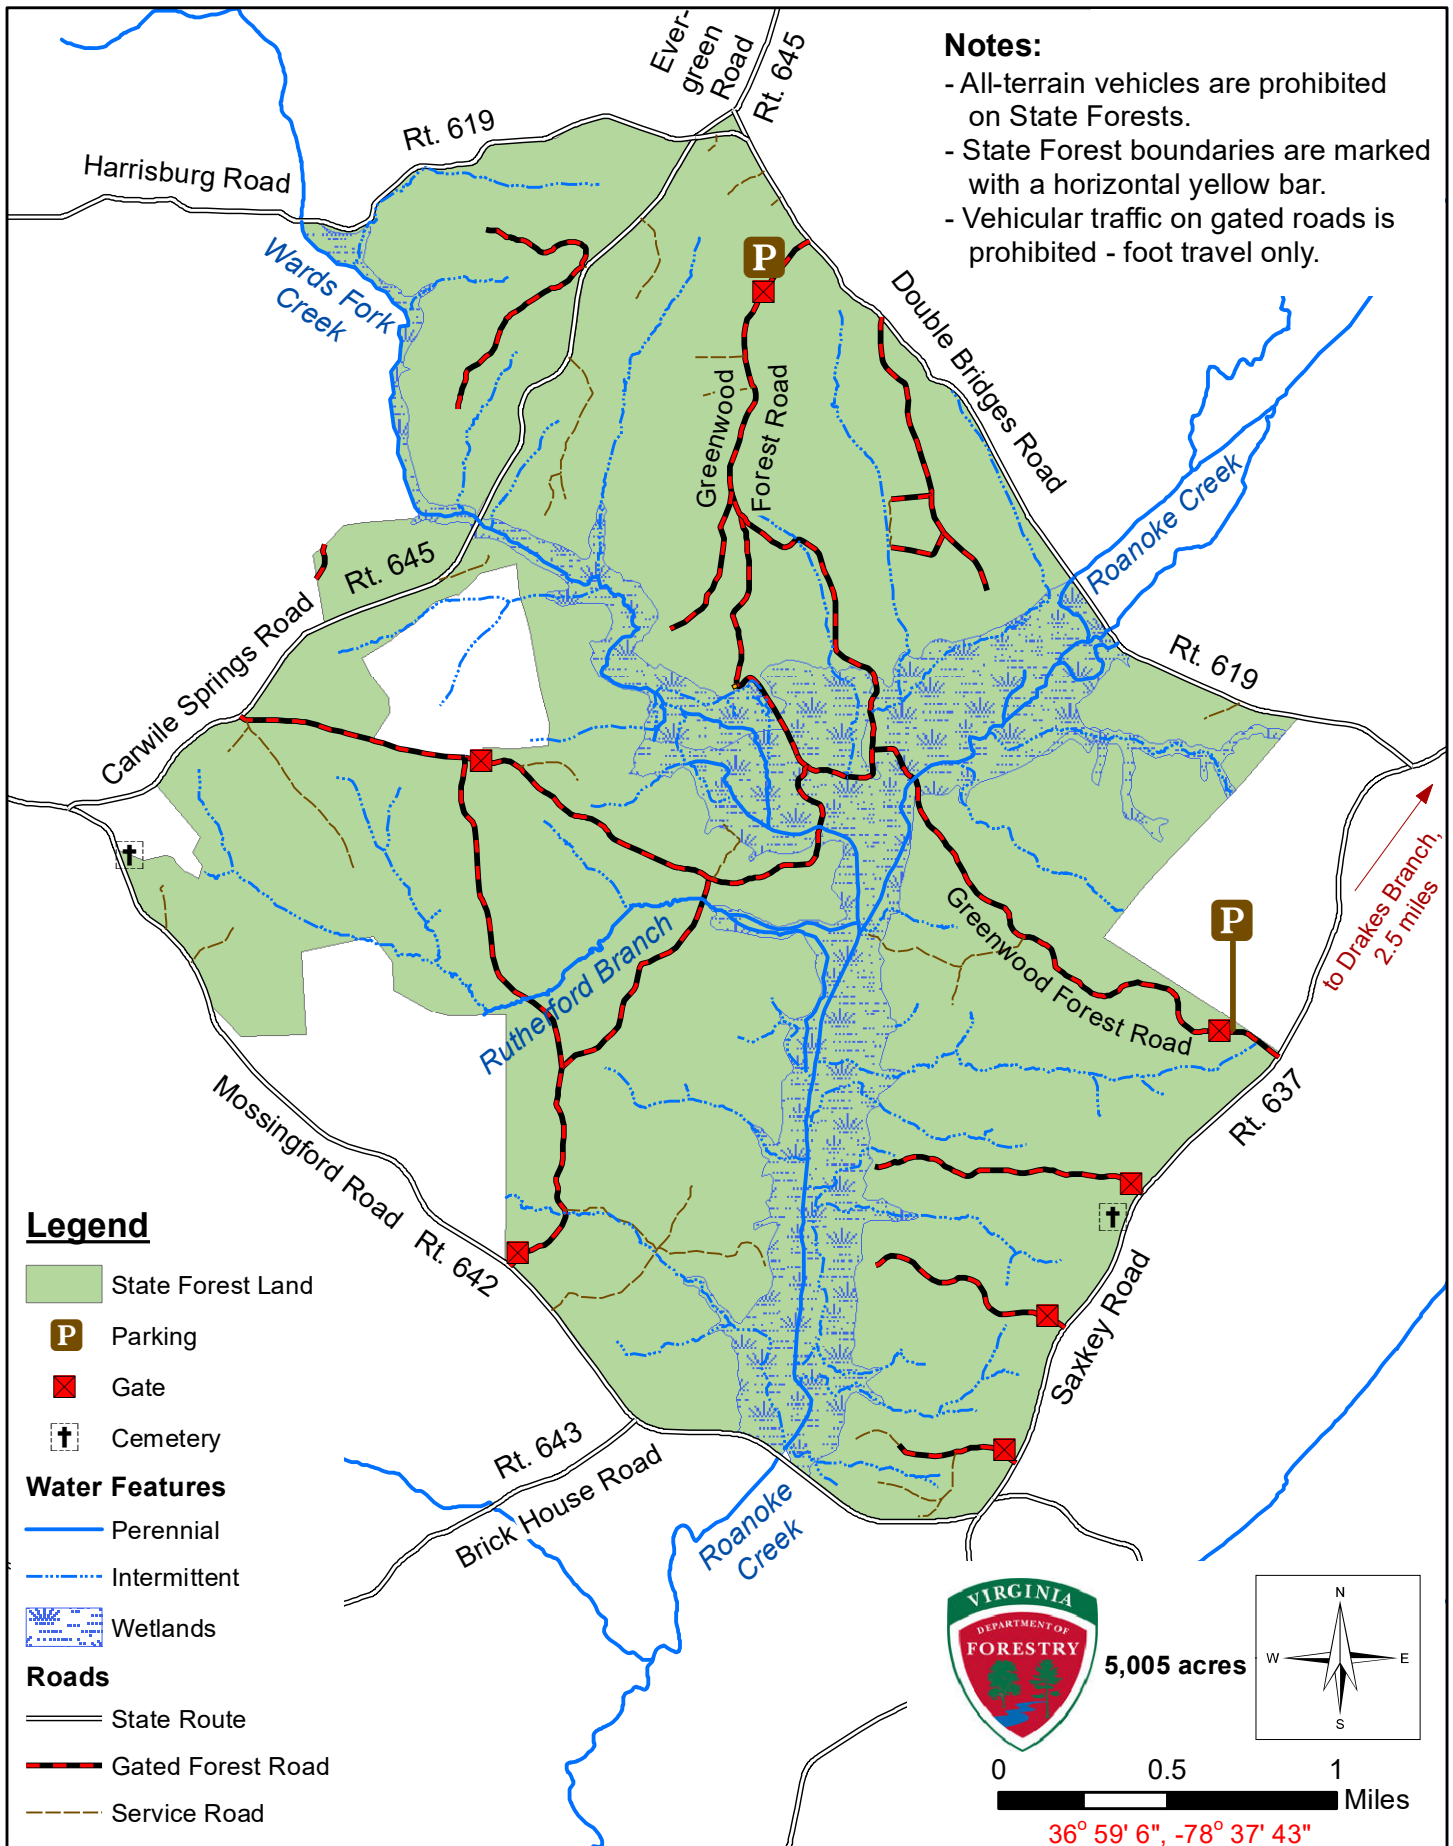 Notes:
- All-terrain vehicles are prohibited
on State Forests.
- State Forest boundaries are marked
with a horizontal yellow bar.
- Vehicular traffic on gated roads is
prohibited - foot travel only.
Ever-
green
Road
Rt. 645
Rt. 619
Harrisburg Road
Wards Fork
Creek
P
Double Bridges Road
Greenwood
Forest Road
Roanoke Creek
Rt. 645
Carwile Springs Road
Rt. 619
to Drakes Branch,
2.5 miles
P
Greenwood Forest Road
Rutherford Branch
Rt. 637
Mossingford Road
Rt. 642
Saxkey Road
Rt. 643
Brick House Road
Roanoke
Creek
Legend
State Forest Land
P Parking
Gate
Cemetery
Water Features
Perennial
Intermittent
Wetlands
Roads
State Route
Gated Forest Road
Service Road
VIRGINIA
DEPARTMENT OF
FORESTRY
5,005 acres
N
W E
S
0 0.5 1
Miles
36° 59' 6", -78° 37' 43"